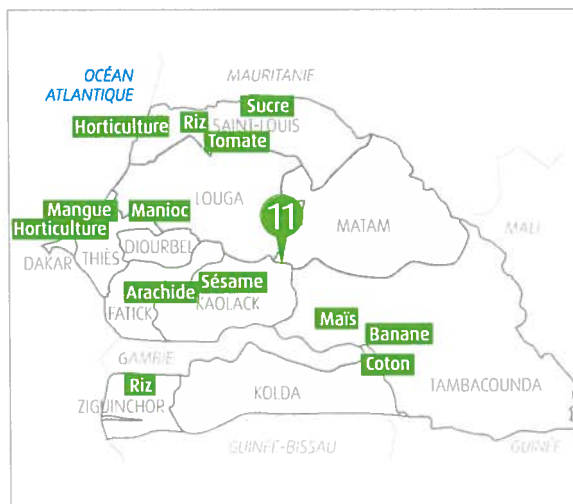 OCÉAN
ATLANTIQUE
MAURITANIE
Sucre
Horticulture
Riz
SAINT-LOUIS
Tomate
LOUGA
Mangue
Manioc
11
Horticulture
MATAM
MALI
DAKAR
THIÈS
DIOURBEL
Sésame
Arachide
KAOLACK
FATICK
Maïs
Banane
GAMBIE
Coton
Riz
KOLDA
TAMBACOUNDA
ZIGUINCHOR
GUINÉE-BISSAU
GUINÉE